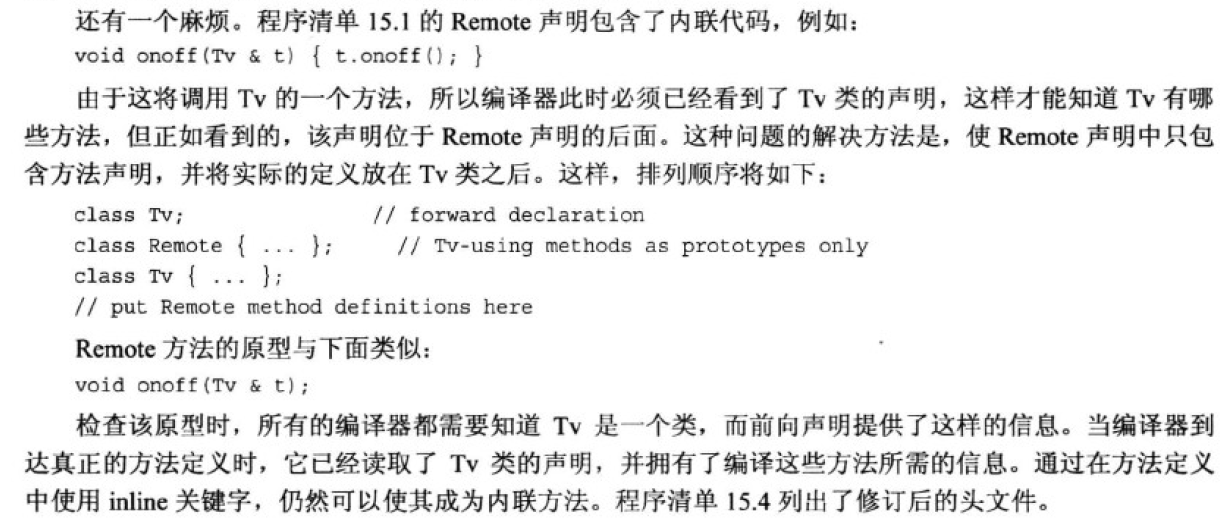 还有一个麻烦。程序清单 15.1 的 Remote 声明包含了内联代码，例如：
void onoff(Tv & t) { t.onoff(); }
由于这将调用 Tv 的一个方法，所以编译器此时必须已经看到了 Tv 类的声明，这样才能知道 Tv 有哪
些方法，但正如看到的，该声明位于 Remote 声明的后面。这种问题的解决方法是，使 Remote 声明中只包
含方法声明，并将实际的定义放在 Tv 类之后。这样，排列顺序将如下：
class Tv; // forward declaration
class Remote { ... }; // Tv-using methods as prototypes only
class Tv { ... };
// put Remote method definitions here
Remote 方法的原型与下面类似：
void onoff(Tv & t);
检查该原型时，所有的编译器都需要知道 Tv 是一个类，而前向声明提供了这样的信息。当编译器到
达真正的方法定义时，它已经读取了 Tv 类的声明，并拥有了编译这些方法所需的信息。通过在方法定义
中使用 inline 关键字，仍然可以使其成为内联方法。程序清单 15.4 列出了修订后的头文件。